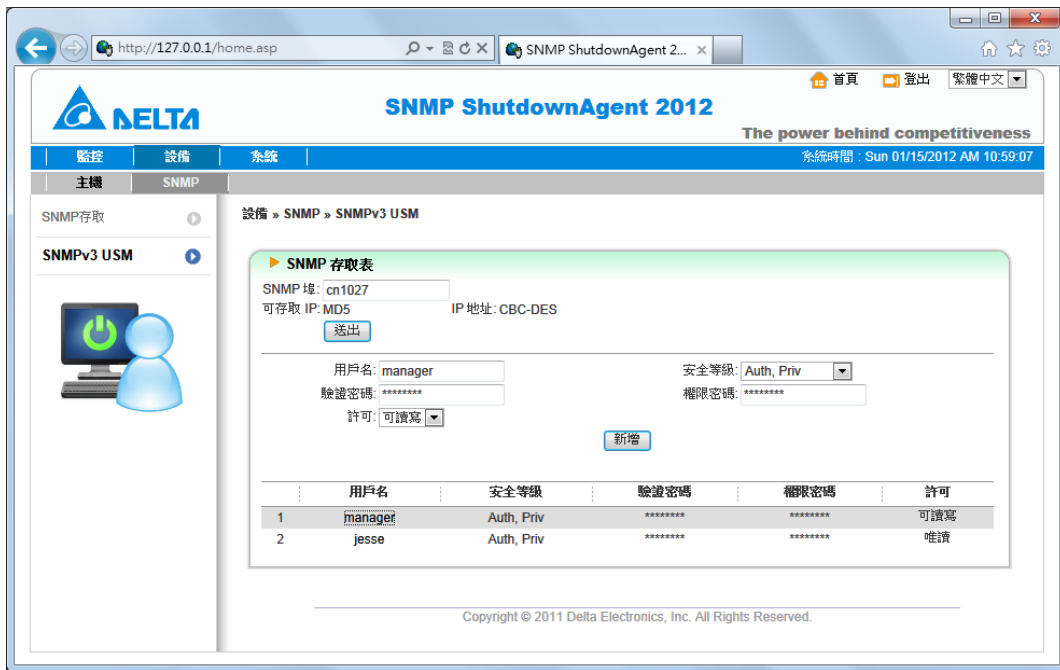 http://127.0.0.1/home.asp
SNMP ShutdownAgent 2...
首頁 登出 繁體中文
DELTA
SNMP ShutdownAgent 2012
The power behind competitiveness
監控 設備 系統 系統時間 : Sun 01/15/2012 AM 10:59:07
主機 SNMP
SNMP存取
SNMPv3 USM
設備 » SNMP » SNMPv3 USM
SNMP 存取表
SNMP 埠: cn1027
可存取 IP: MD5 IP 地址: CBC-DES
送出
用戶名: manager 安全等級: Auth, Priv
驗證密碼: ******** 權限密碼: ********
許可: 可讀寫
新增
用戶名 安全等級 驗證密碼 權限密碼 許可
1 manager Auth, Priv ******** ******** 可讀寫
2 jesse Auth, Priv ******** ******** 唯讀
Copyright © 2011 Delta Electronics, Inc. All Rights Reserved.